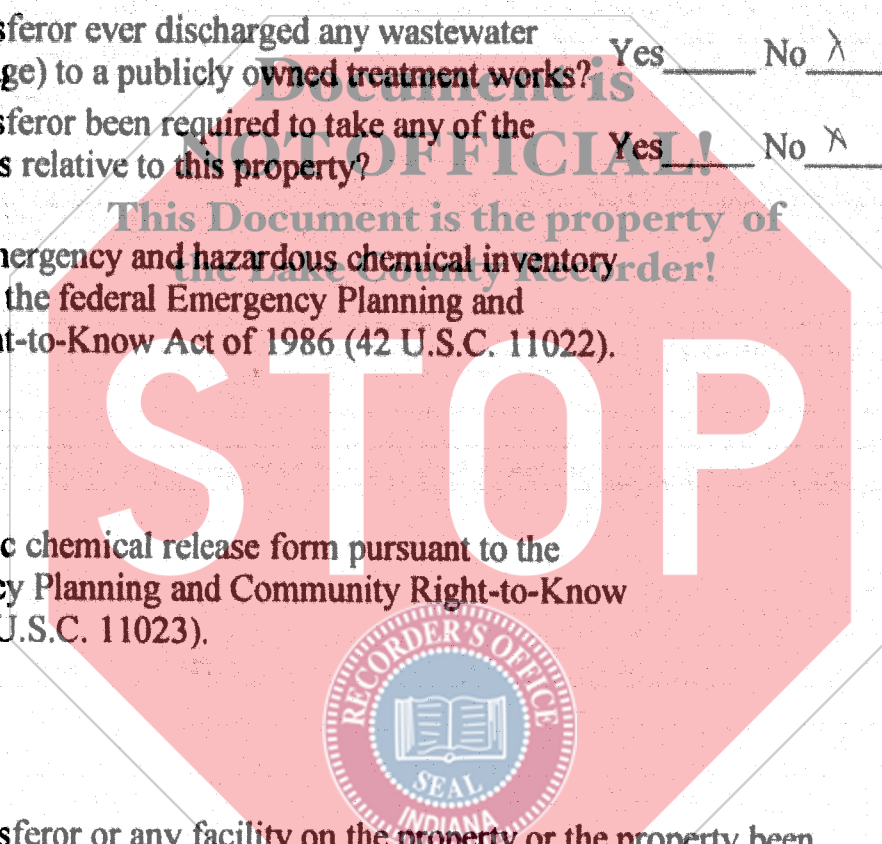 sferor ever discharged any wastewater
ge) to a publicly owned treatment works? Yes____ No X
Document is
sferor been required to take any of the
s relative to this property? Yes____ No X
NOT OFFICIAL!
This Document is the property of
the Lake County Recorder!
nergency and hazardous chemical inventory
the federal Emergency Planning and
t-to-Know Act of 1986 (42 U.S.C. 11022).
STOP
c chemical release form pursuant to the
cy Planning and Community Right-to-Know
U.S.C. 11023).
RECORDER'S OFFICE
SEAL
INDIANA
sferor or any facility on the property or the property been